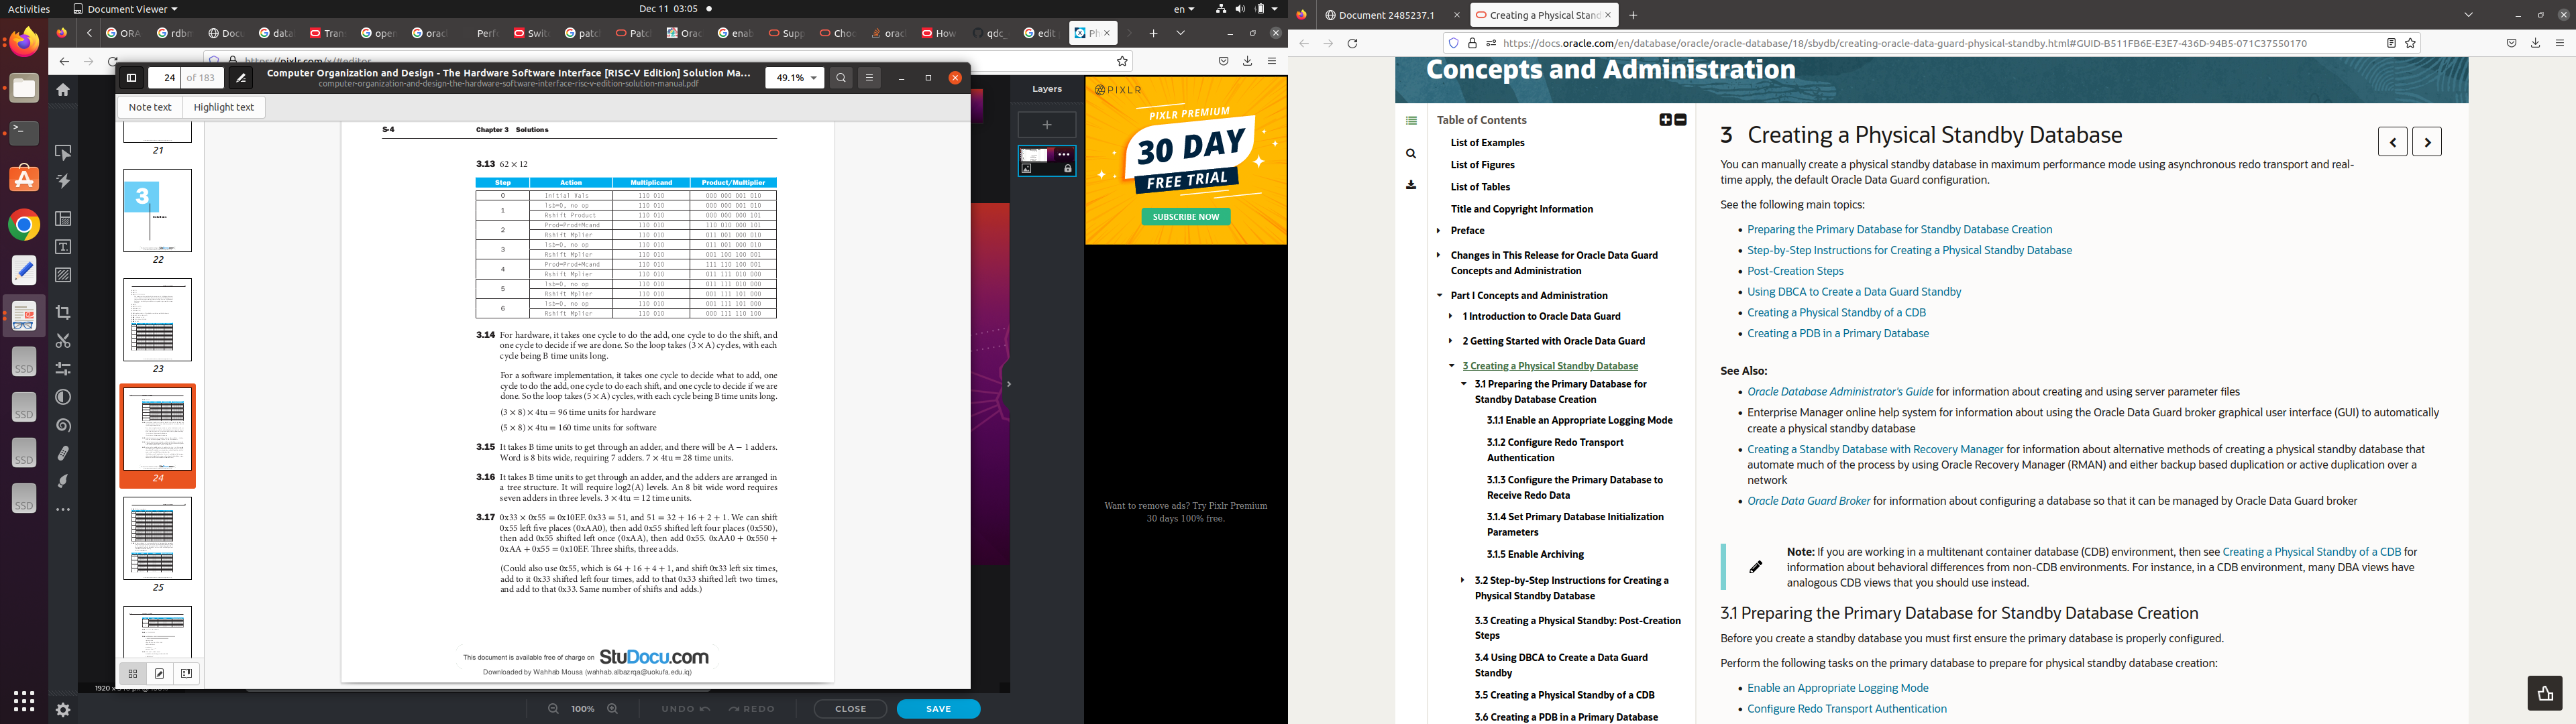 Activities
Document Viewer
Dec 11 03:05
en
Document 2485237.1
Creating a Physical Stand
https://docs.oracle.com/en/database/oracle/oracle-database/18/sbydb/creating-oracle-data-guard-physical-standby.html#GUID-B511FB6E-E3E7-436D-94B5-071C37550170
24 of 183
Computer Organization and Design - The Hardware Software Interface [RISC-V Edition] Solution Ma...
computer-organization-and-design-the-hardware-software-interface-risc-v-edition-solution-manual.pdf
49.1%
Note text
Highlight text
21
3
22
23
24
25
S-4 Chapter 3 Solutions
3.13 62 × 12
Step Action Multiplicand Product/Multiplier
0 Initial Vals 110 010 000 000 001 010
1 lsb=0, no op 110 010 000 000 001 010
Rshift Product 110 010 000 000 000 101
2 Prod=Prod+Mcand 110 010 110 010 000 101
Rshift Mplier 110 010 011 001 000 010
3 lsb=0, no op 110 010 011 001 000 010
Rshift Mplier 110 010 001 100 100 001
4 Prod=Prod+Mcand 110 010 111 110 100 001
Rshift Mplier 110 010 011 111 010 000
5 lsb=0, no op 110 010 011 111 010 000
Rshift Mplier 110 010 001 111 101 000
6 lsb=0, no op 110 010 001 111 101 000
Rshift Mplier 110 010 000 111 110 100
3.14 For hardware, it takes one cycle to do the add, one cycle to do the shift, and
one cycle to decide if we are done. So the loop takes (3 × A) cycles, with each
cycle being B time units long.
For a software implementation, it takes one cycle to decide what to add, one
cycle to do the add, one cycle to do each shift, and one cycle to decide if we are
done. So the loop takes (5 × A) cycles, with each cycle being B time units long.
(3 × 8) × 4tu = 96 time units for hardware
(5 × 8) × 4tu = 160 time units for software
3.15 It takes B time units to get through an adder, and there will be A − 1 adders.
Word is 8 bits wide, requiring 7 adders. 7 × 4tu = 28 time units.
3.16 It takes B time units to get through an adder, and the adders are arranged in
a tree structure. It will require log2(A) levels. An 8 bit wide word requires
seven adders in three levels. 3 × 4tu = 12 time units.
3.17 0x33 × 0x55 = 0x10EF. 0x33 = 51, and 51 = 32 + 16 + 2 + 1. We can shift
0x55 left five places (0xAA0), then add 0x55 shifted left four places (0x550),
then add 0x55 shifted left once (0xAA), then add 0x55. 0xAA0 + 0x550 +
0xAA + 0x55 = 0x10EF. Three shifts, three adds.
(Could also use 0x55, which is 64 + 16 + 4 + 1, and shift 0x33 left six times,
add to it 0x33 shifted left four times, add to that 0x33 shifted left two times,
and add to that 0x33. Same number of shifts and adds.)
This document is available free of charge on StuDocu.com
Downloaded by Wahhab Mousa (wahhab.albazrqa@uokufa.edu.iq)
Layers
PIXLR
PIXLR PREMIUM
30 DAY
FREE TRIAL
SUBSCRIBE NOW
Want to remove ads? Try Pixlr Premium
30 days 100% free.
100%
UNDO
REDO
CLOSE
SAVE
SSD
SSD
SSD
SSD
Concepts and Administration
Table of Contents
List of Examples
List of Figures
List of Tables
Title and Copyright Information
Preface
Changes in This Release for Oracle Data Guard
Concepts and Administration
Part I Concepts and Administration
1 Introduction to Oracle Data Guard
2 Getting Started with Oracle Data Guard
3 Creating a Physical Standby Database
3.1 Preparing the Primary Database for
Standby Database Creation
3.1.1 Enable an Appropriate Logging Mode
3.1.2 Configure Redo Transport
Authentication
3.1.3 Configure the Primary Database to
Receive Redo Data
3.1.4 Set Primary Database Initialization
Parameters
3.1.5 Enable Archiving
3.2 Step-by-Step Instructions for Creating a
Physical Standby Database
3.3 Creating a Physical Standby: Post-Creation
Steps
3.4 Using DBCA to Create a Data Guard
Standby
3.5 Creating a Physical Standby of a CDB
3.6 Creating a PDB in a Primary Database
3 Creating a Physical Standby Database
You can manually create a physical standby database in maximum performance mode using asynchronous redo transport and real-
time apply, the default Oracle Data Guard configuration.
See the following main topics:
• Preparing the Primary Database for Standby Database Creation
• Step-by-Step Instructions for Creating a Physical Standby Database
• Post-Creation Steps
• Using DBCA to Create a Data Guard Standby
• Creating a Physical Standby of a CDB
• Creating a PDB in a Primary Database
See Also:
• Oracle Database Administrator's Guide for information about creating and using server parameter files
• Enterprise Manager online help system for information about using the Oracle Data Guard broker graphical user interface (GUI) to automatically
create a physical standby database
• Creating a Standby Database with Recovery Manager for information about alternative methods of creating a physical standby database that
automate much of the process by using Oracle Recovery Manager (RMAN) and either backup based duplication or active duplication over a
network
• Oracle Data Guard Broker for information about configuring a database so that it can be managed by Oracle Data Guard broker
Note: If you are working in a multitenant container database (CDB) environment, then see Creating a Physical Standby of a CDB for
information about behavioral differences from non-CDB environments. For instance, in a CDB environment, many DBA views have
analogous CDB views that you should use instead.
3.1 Preparing the Primary Database for Standby Database Creation
Before you create a standby database you must first ensure the primary database is properly configured.
Perform the following tasks on the primary database to prepare for physical standby database creation:
• Enable an Appropriate Logging Mode
• Configure Redo Transport Authentication